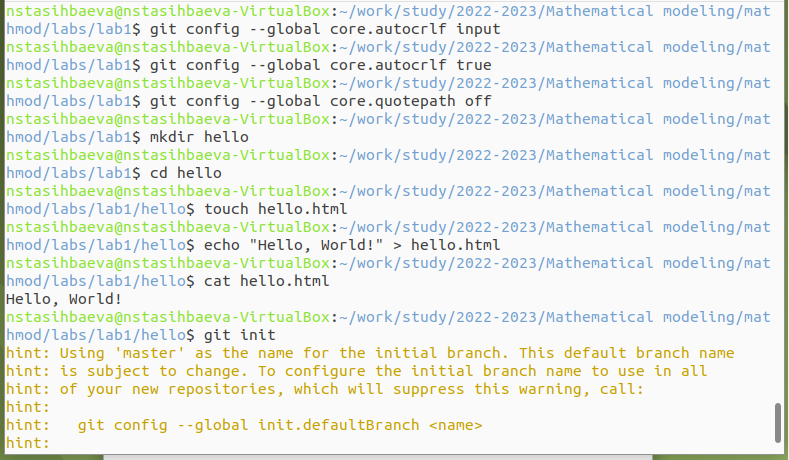 nstasihbaeva@nstasihbaeva-VirtualBox:~/work/study/2022-2023/Mathematical modeling/mat
hmod/labs/lab1$ git config --global core.autocrlf input
nstasihbaeva@nstasihbaeva-VirtualBox:~/work/study/2022-2023/Mathematical modeling/mat
hmod/labs/lab1$ git config --global core.autocrlf true
nstasihbaeva@nstasihbaeva-VirtualBox:~/work/study/2022-2023/Mathematical modeling/mat
hmod/labs/lab1$ git config --global core.quotepath off
nstasihbaeva@nstasihbaeva-VirtualBox:~/work/study/2022-2023/Mathematical modeling/mat
hmod/labs/lab1$ mkdir hello
nstasihbaeva@nstasihbaeva-VirtualBox:~/work/study/2022-2023/Mathematical modeling/mat
hmod/labs/lab1$ cd hello
nstasihbaeva@nstasihbaeva-VirtualBox:~/work/study/2022-2023/Mathematical modeling/mat
hmod/labs/lab1/hello$ touch hello.html
nstasihbaeva@nstasihbaeva-VirtualBox:~/work/study/2022-2023/Mathematical modeling/mat
hmod/labs/lab1/hello$ echo "Hello, World!" > hello.html
nstasihbaeva@nstasihbaeva-VirtualBox:~/work/study/2022-2023/Mathematical modeling/mat
hmod/labs/lab1/hello$ cat hello.html
Hello, World!
nstasihbaeva@nstasihbaeva-VirtualBox:~/work/study/2022-2023/Mathematical modeling/mat
hmod/labs/lab1/hello$ git init
hint: Using 'master' as the name for the initial branch. This default branch name
hint: is subject to change. To configure the initial branch name to use in all
hint: of your new repositories, which will suppress this warning, call:
hint:
hint:   git config --global init.defaultBranch <name>
hint: